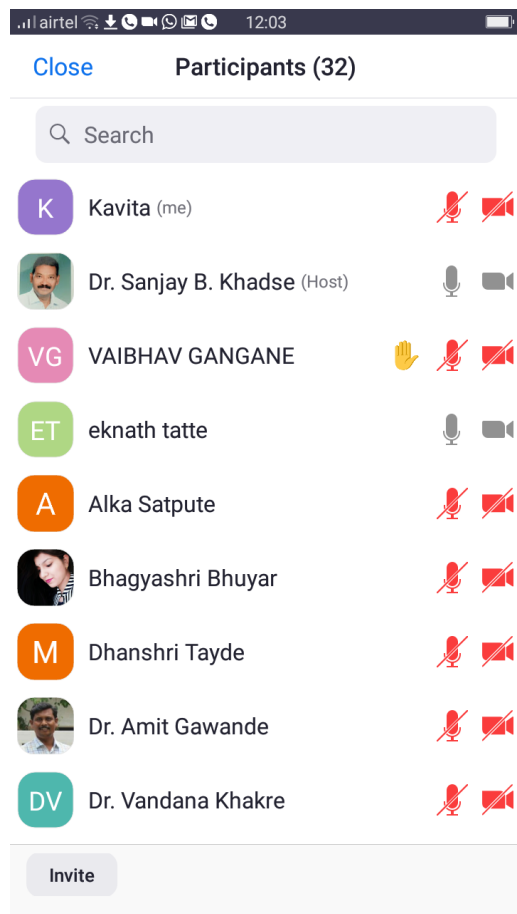 airtel 12:03
Close Participants (32)
Search
K Kavita (me)
Dr. Sanjay B. Khadse (Host)
VG VAIBHAV GANGANE
ET eknath tatte
A Alka Satpute
Bhagyashri Bhuyar
M Dhanshri Tayde
Dr. Amit Gawande
DV Dr. Vandana Khakre
Invite